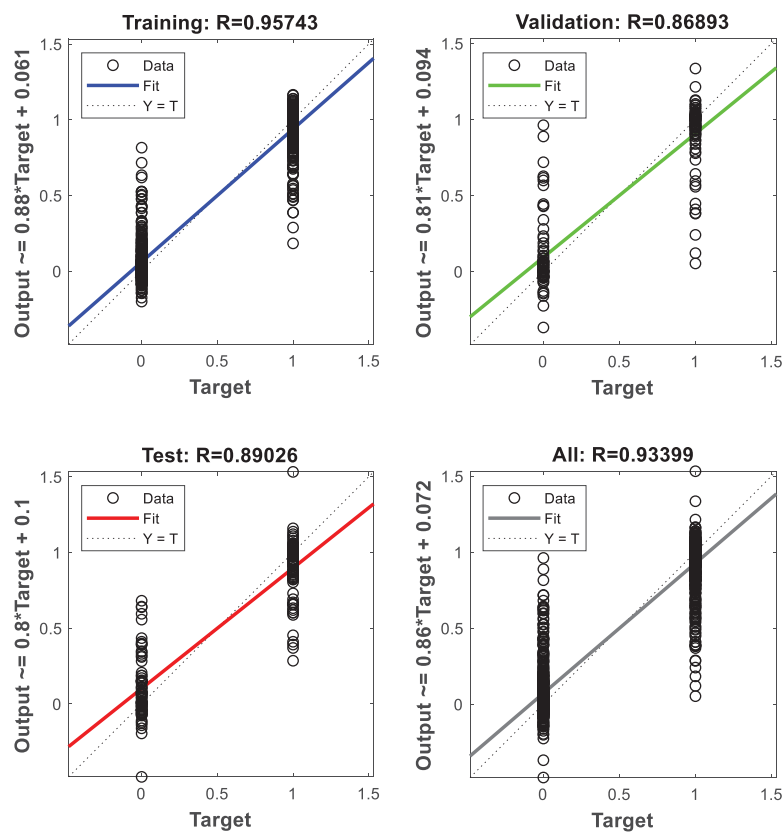 Training: R=0.95743
Output ~= 0.88*Target + 0.061
1.5
1
0.5
0
Data
Fit
Y = T
0
0.5
1
1.5
Target
Validation: R=0.86893
Output ~= 0.81*Target + 0.094
1.5
1
0.5
0
Data
Fit
Y = T
0
0.5
1
1.5
Target
Test: R=0.89026
Output ~= 0.8*Target + 0.1
1.5
1
0.5
0
Data
Fit
Y = T
0
0.5
1
1.5
Target
All: R=0.93399
Output ~= 0.86*Target + 0.072
1.5
1
0.5
0
Data
Fit
Y = T
0
0.5
1
1.5
Target